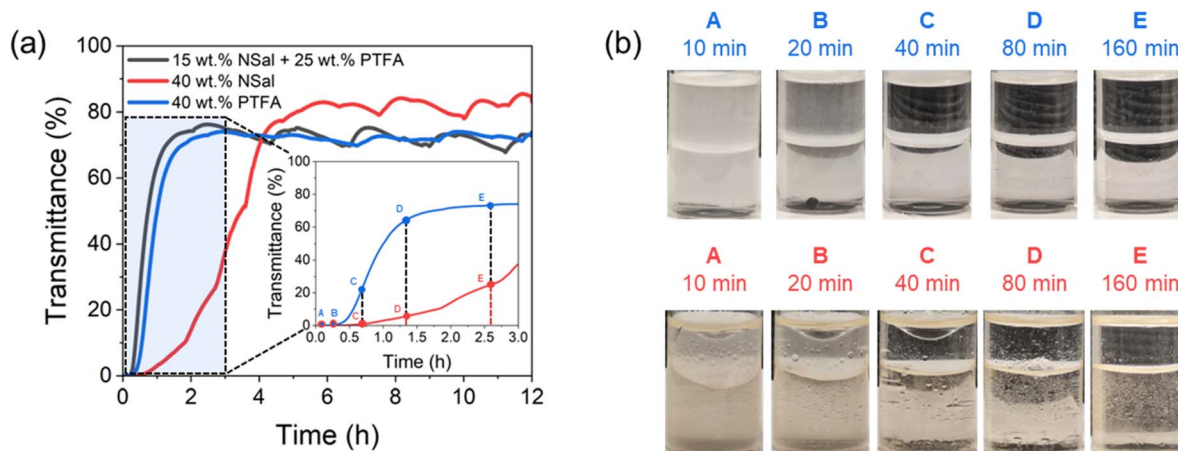 (a)
100
80
60
40
20
0
Transmittance (%)
15 wt.% NSal + 25 wt.% PTFA
40 wt.% NSal
40 wt.% PTFA
0 2 4 6 8 10 12
Time (h)
100
80
60
40
20
0
Transmittance (%)
A B C D E
C D E
0.0 0.5 1.0 1.5 2.0 2.5 3.0
Time (h)
(b)
A B C D E
10 min 20 min 40 min 80 min 160 min
A B C D E
10 min 20 min 40 min 80 min 160 min